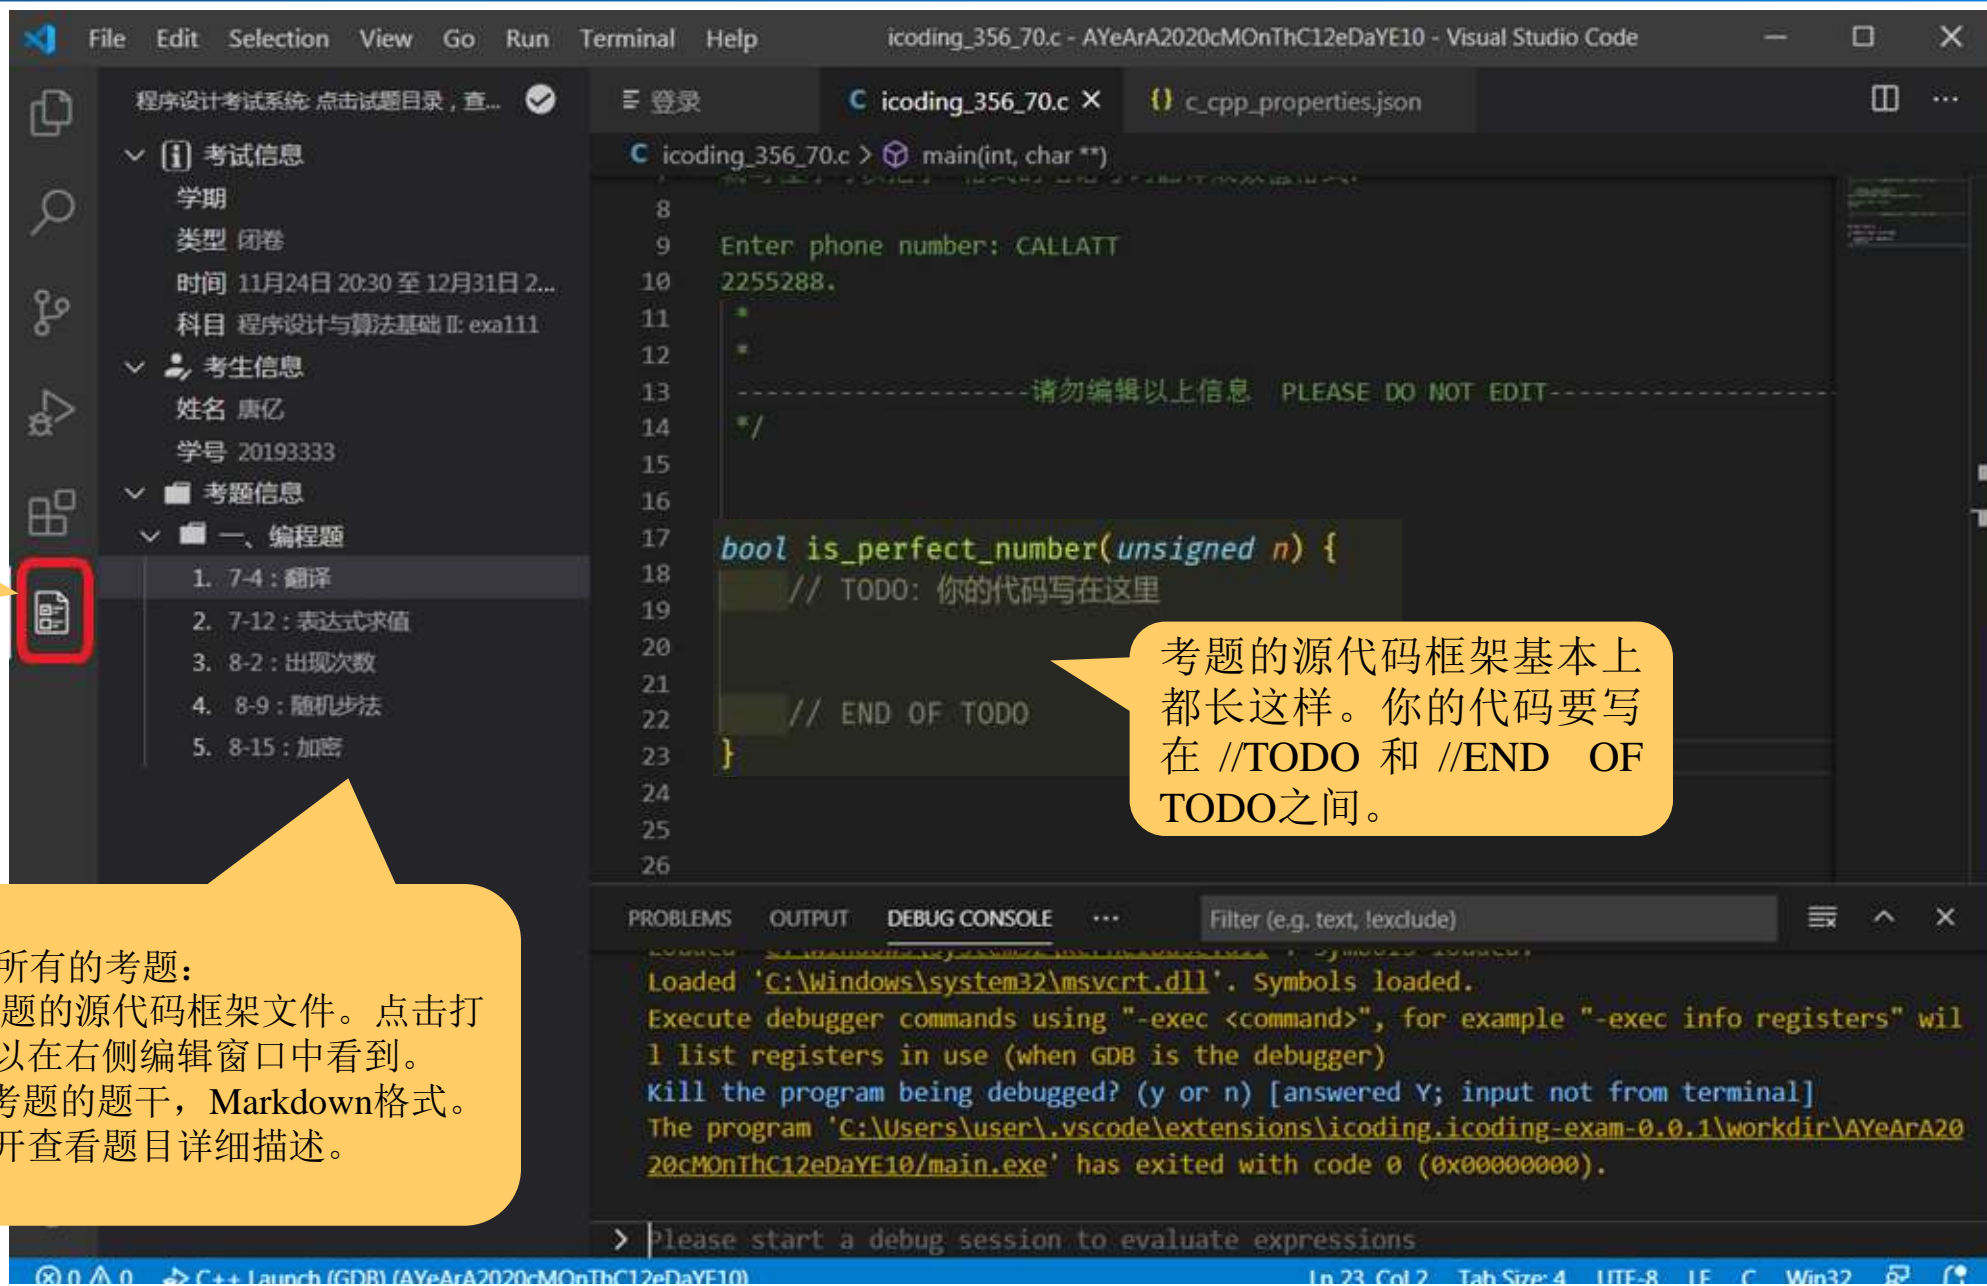 File Edit Selection View Go Run Terminal Help icoding_356_70.c - AYeArA2020cMOnThC12eDaYE10 - Visual Studio Code
程序设计考试系统: 点击试题目录，查...
登录 C icoding_356_70.c {} c_cpp_properties.json
C icoding_356_70.c > main(int, char **)
考试信息
学期
类型 闭卷
时间 11月24日 20:30 至 12月31日 2...
科目 程序设计与算法基础 II: exa111
考生信息
姓名 唐亿
学号 20193333
考题信息
一、编程题
1. 7-4 : 翻译
2. 7-12 : 表达式求值
3. 8-2 : 出现次数
4. 8-9 : 随机步法
5. 8-15 : 加密
8
9 Enter phone number: CALLATT
10 2255288.
11 *
12 *
13 --------------------请勿编辑以上信息 PLEASE DO NOT EDIT-------------------
14 */
15
16
17 bool is_perfect_number(unsigned n) {
18 // TODO: 你的代码写在这里
19
20
21
22 // END OF TODO
23 }
24
25
26
考题的源代码框架基本上
都长这样。你的代码要写
在 //TODO 和 //END OF
TODO之间。
所有的考题：
题的源代码框架文件。点击打
以在右侧编辑窗口中看到。
考题的题干，Markdown格式。
开查看题目详细描述。
PROBLEMS OUTPUT DEBUG CONSOLE ... Filter (e.g. text, !exclude)
Loaded 'C:\Windows\system32\msvcrt.dll'. Symbols loaded.
Execute debugger commands using "-exec <command>", for example "-exec info registers" wil
l list registers in use (when GDB is the debugger)
Kill the program being debugged? (y or n) [answered Y; input not from terminal]
The program 'C:\Users\user\.vscode\extensions\icoding.icoding-exam-0.0.1\workdir\AYeArA20
20cMOnThC12eDaYE10/main.exe' has exited with code 0 (0x00000000).
> Please start a debug session to evaluate expressions
0 0 C++ Launch (GDB) (AYeArA2020cMOnThC12eDaYE10) Ln 23, Col 2 Tab Size: 4 UTF-8 LF C Win32